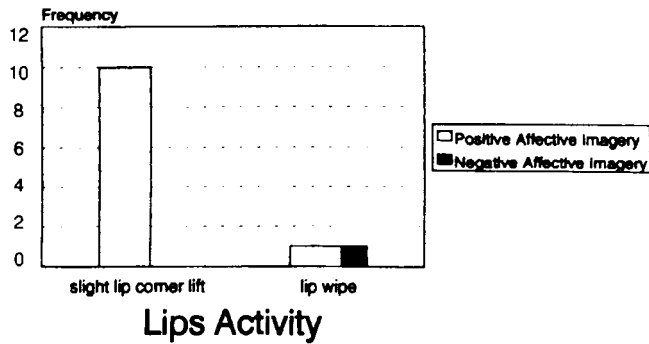 Frequency
12
10
8
6
4
2
0
slight lip corner lift
lip wipe
Lips Activity
Positive Affective Imagery
Negative Affective Imagery